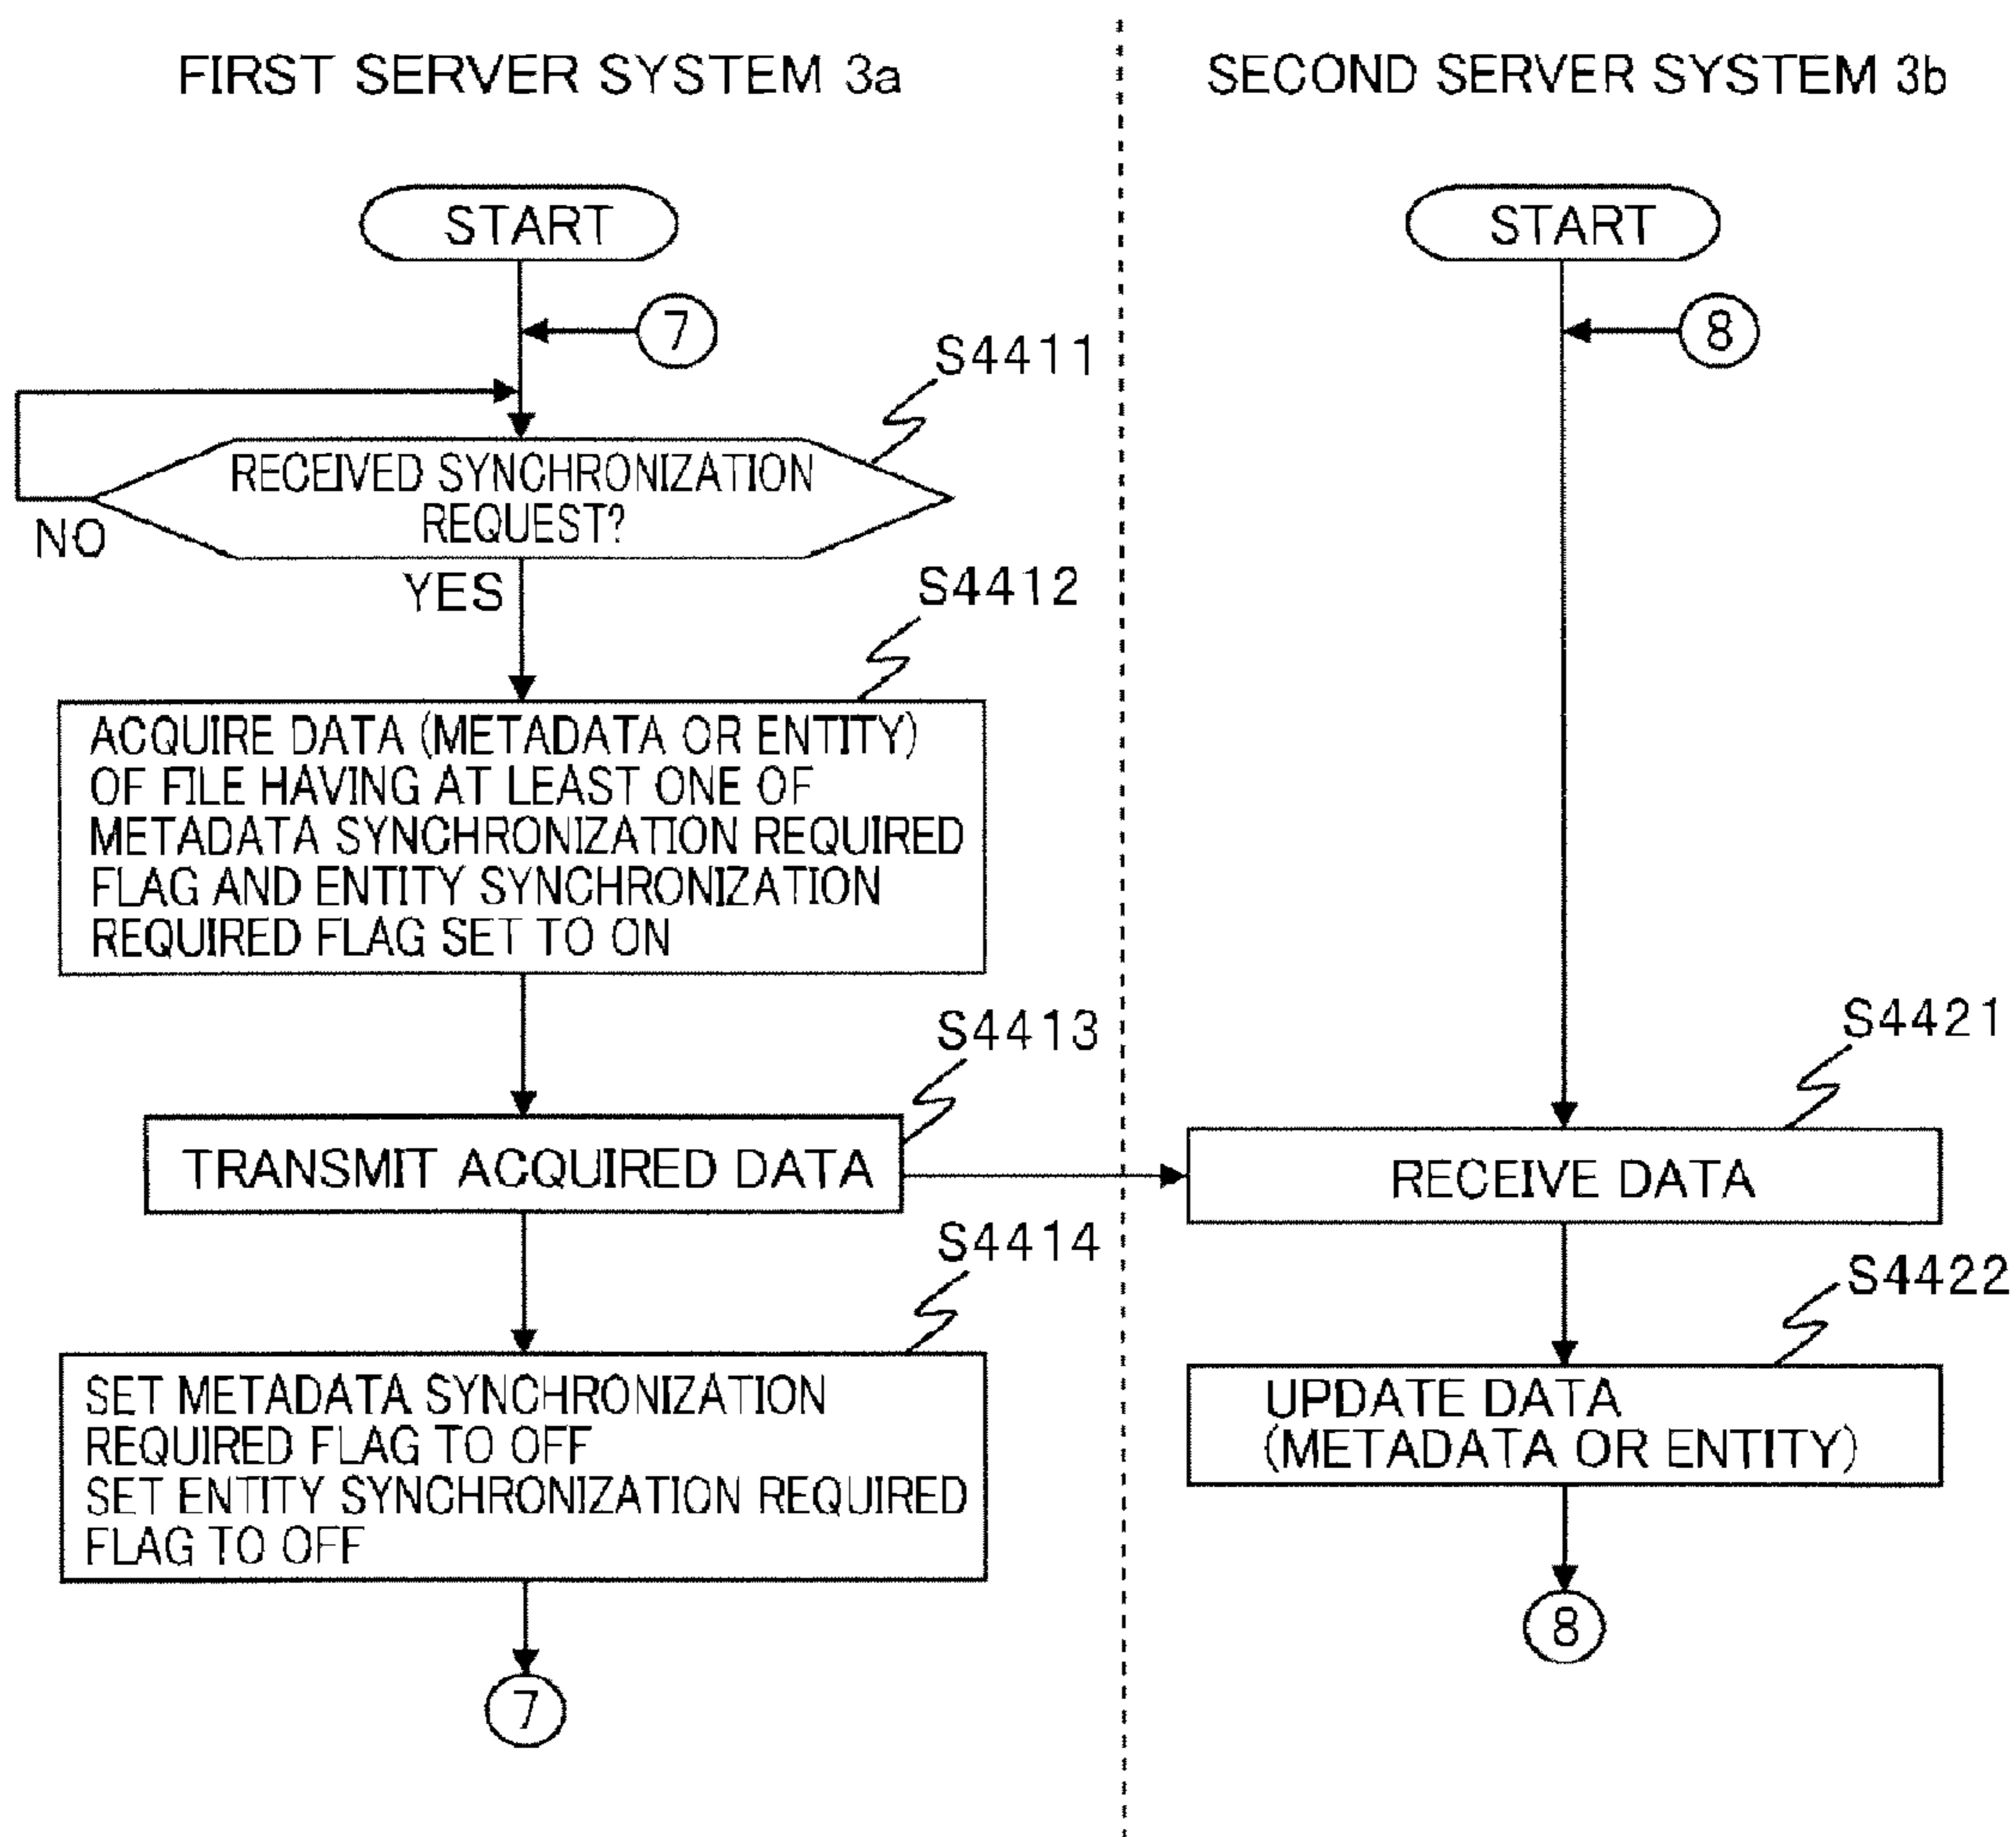 FIRST SERVER SYSTEM 3a
START
7
S4411
RECEIVED SYNCHRONIZATION
REQUEST?
NO
YES
S4412
ACQUIRE DATA (METADATA OR ENTITY)
OF FILE HAVING AT LEAST ONE OF
METADATA SYNCHRONIZATION REQUIRED
FLAG AND ENTITY SYNCHRONIZATION
REQUIRED FLAG SET TO ON
S4413
TRANSMIT ACQUIRED DATA
S4414
SET METADATA SYNCHRONIZATION
REQUIRED FLAG TO OFF
SET ENTITY SYNCHRONIZATION REQUIRED
FLAG TO OFF
7
SECOND SERVER SYSTEM 3b
START
8
S4421
RECEIVE DATA
S4422
UPDATE DATA
(METADATA OR ENTITY)
8